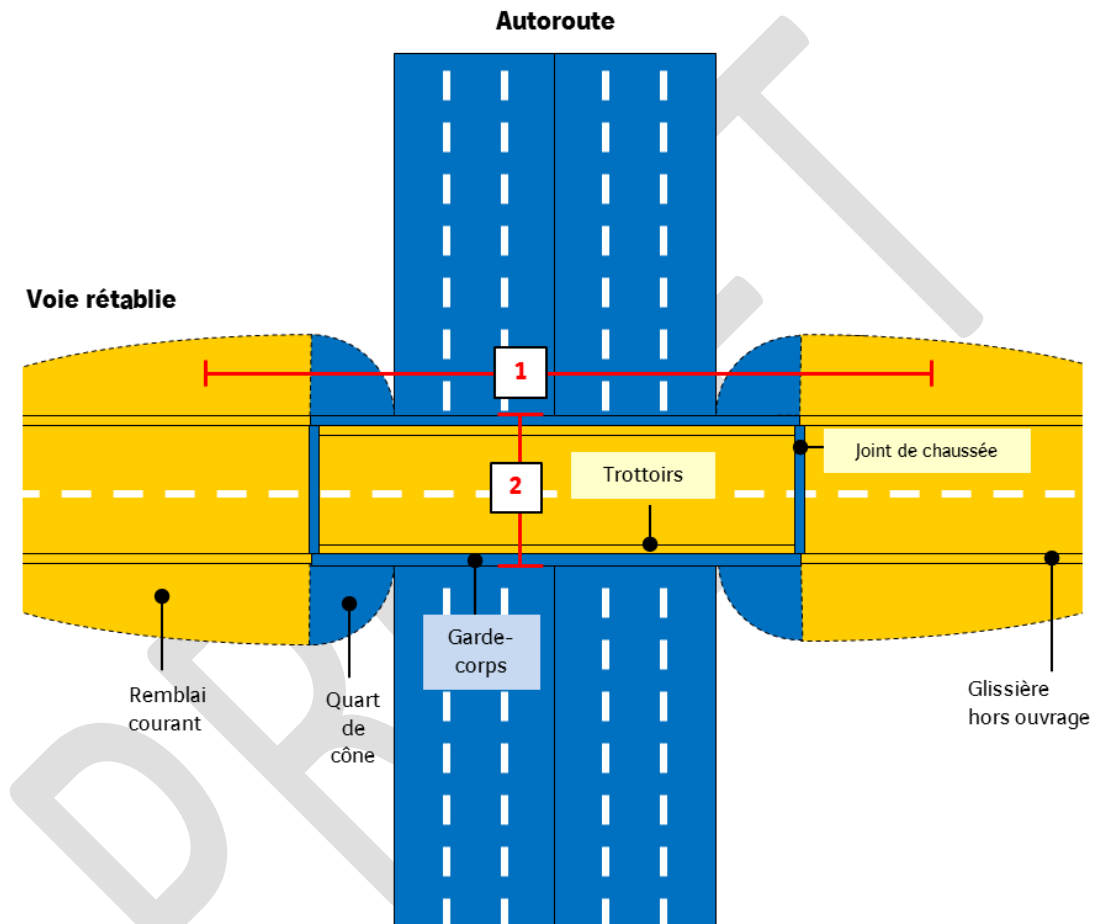 Autoroute
Voie rétablie
1
2
Joint de chaussée
Trottoirs
Garde-
corps
Remblai
courant
Quart
de
cône
Glissière
hors ouvrage